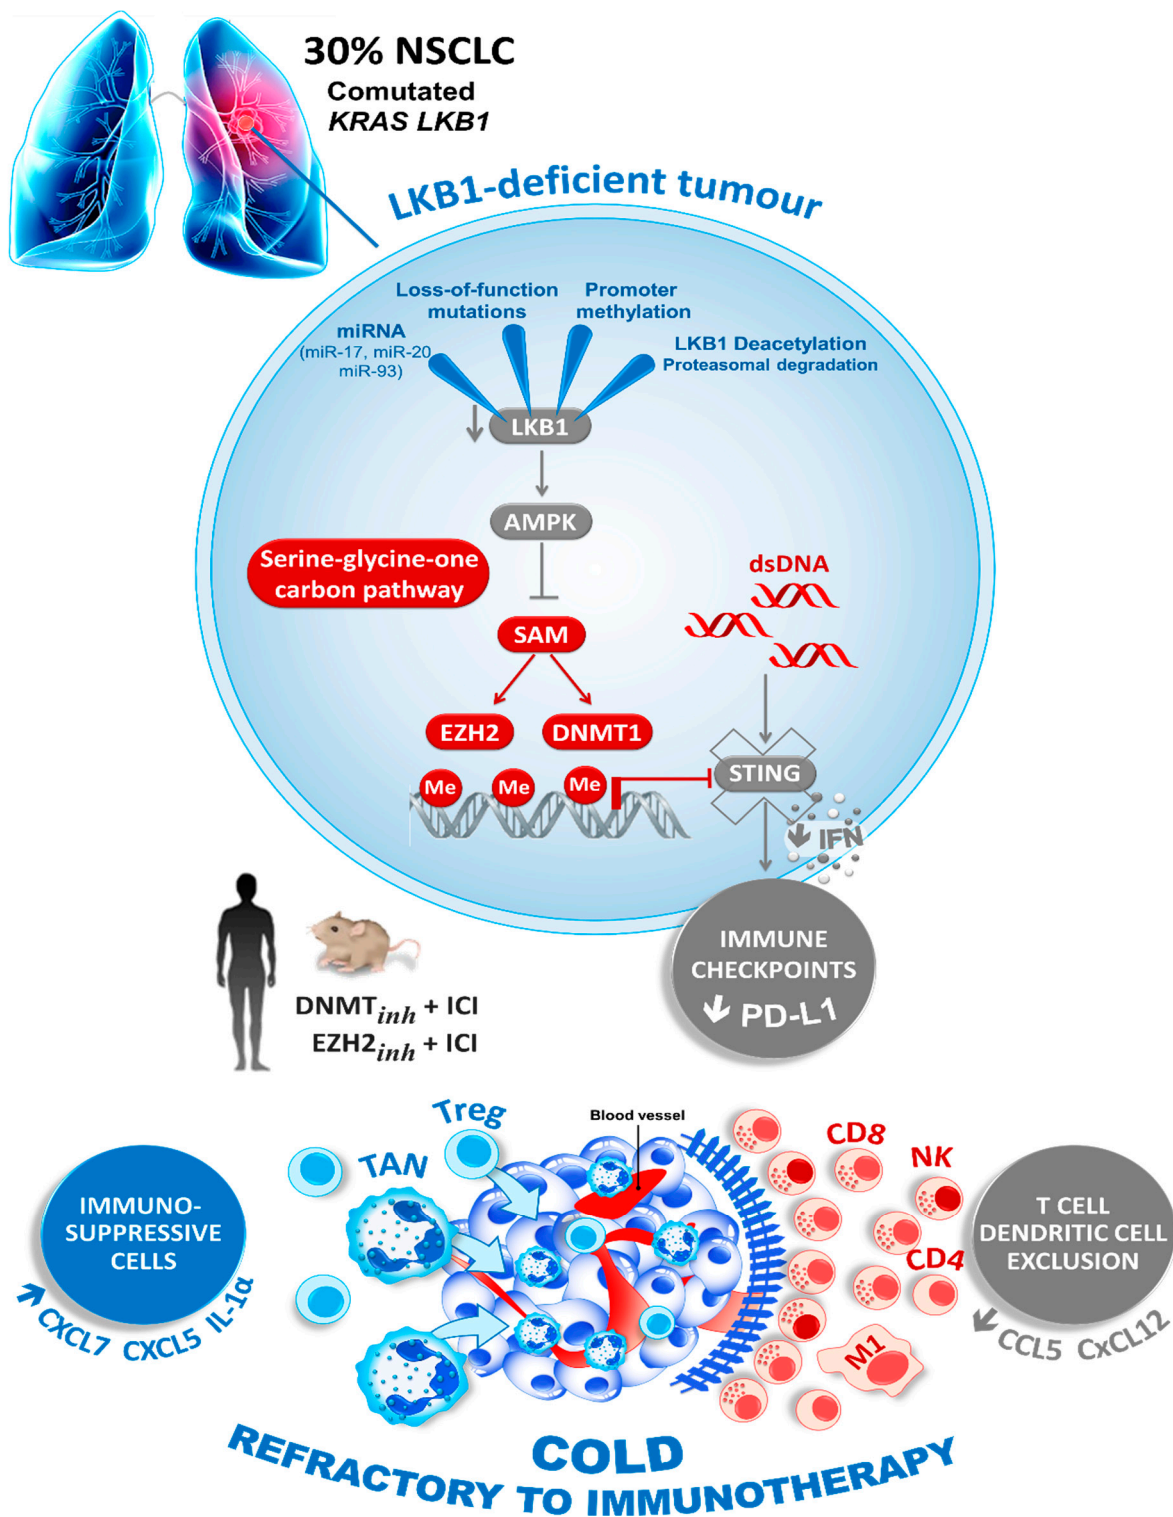 30% NSCLC
Comutated
KRAS LKB1
LKB1-deficient tumour
Loss-of-function
mutations
Promoter
methylation
miRNA
(miR-17, miR-20
miR-93)
LKB1 Deacetylation
Proteasomal degradation
LKB1
AMPK
Serine-glycine-one
carbon pathway
dsDNA
SAM
EZH2
DNMT1
STING
Me
Me
Me
IFN
IMMUNE
CHECKPOINTS
PD-L1
DNMTinh + ICI
EZH2inh + ICI
Treg
Blood vessel
TAN
CD8
NK
CD4
M1
IMMUNO-
SUPPRESSIVE
CELLS
CXCL7 CXCL5 IL-1α
T CELL
DENDRITIC CELL
EXCLUSION
CCL5 CxCL12
COLD
REFRACTORY TO IMMUNOTHERAPY